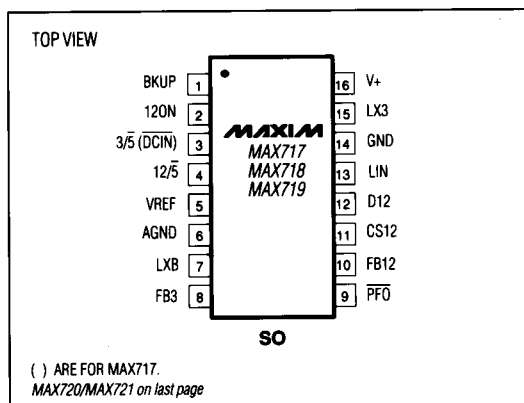 TOP VIEW
BKUP 1
12ON 2
3/5̅ (D̅C̅I̅N̅) 3
12/5̅ 4
VREF 5
AGND 6
LXB 7
FB3 8
MAXIM
MAX717
MAX718
MAX719
16 V+
15 LX3
14 GND
13 LIN
12 D12
11 CS12
10 FB12
9 P̅F̅O̅
SO
( ) ARE FOR MAX717.
MAX720/MAX721 on last page